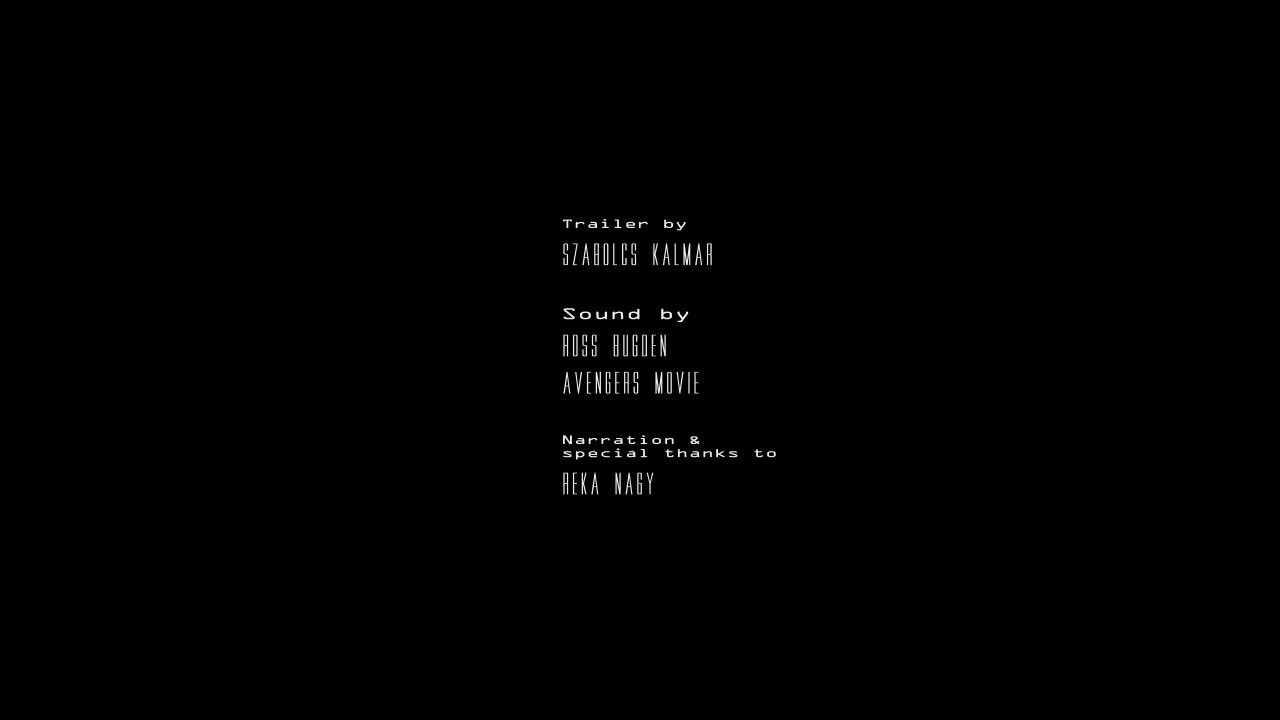 Trailer by
SZABOLCS KALMAR
Sound by
ROSS BUGDEN
AVENGERS MOVIE
Narration &
special thanks to
REKA NAGY